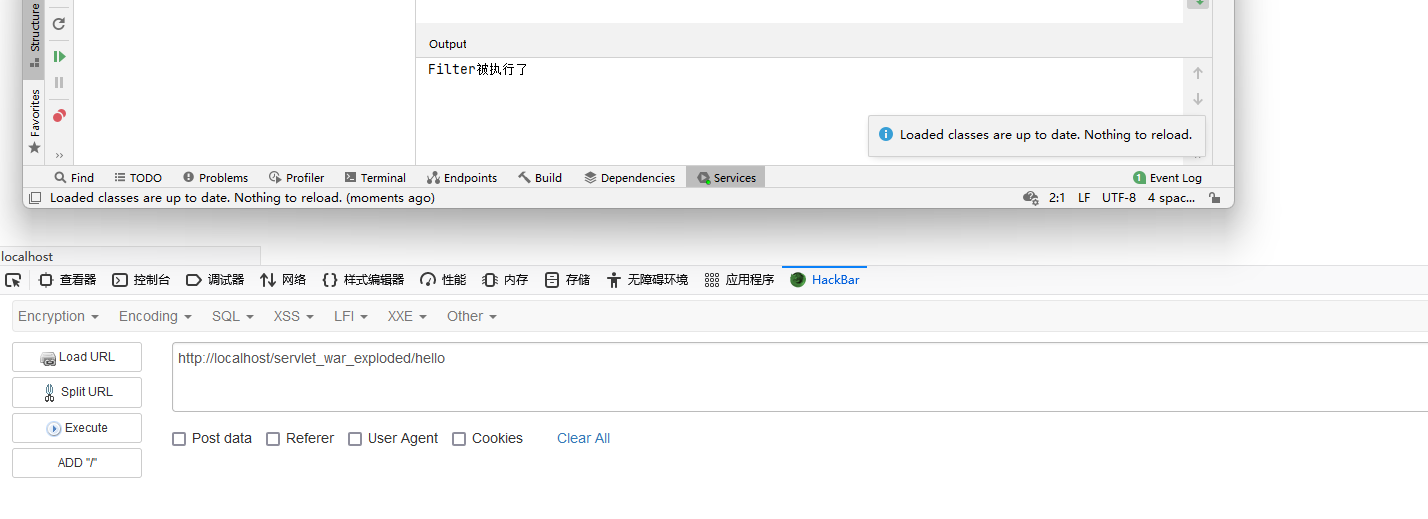 Structure
Favorites
Output
Filter被执行了
Loaded classes are up to date. Nothing to reload.
Find TODO Problems Profiler Terminal Endpoints Build Dependencies Services 1 Event Log
Loaded classes are up to date. Nothing to reload. (moments ago) 2:1 LF UTF-8 4 spac...
localhost
查看器 控制台 调试器 网络 {} 样式编辑器 性能 内存 存储 无障碍环境 应用程序 HackBar
Encryption Encoding SQL XSS LFI XXE Other
Load URL
http://localhost/servlet_war_exploded/hello
Split URL
Execute
Post data Referer User Agent Cookies Clear All
ADD "/"